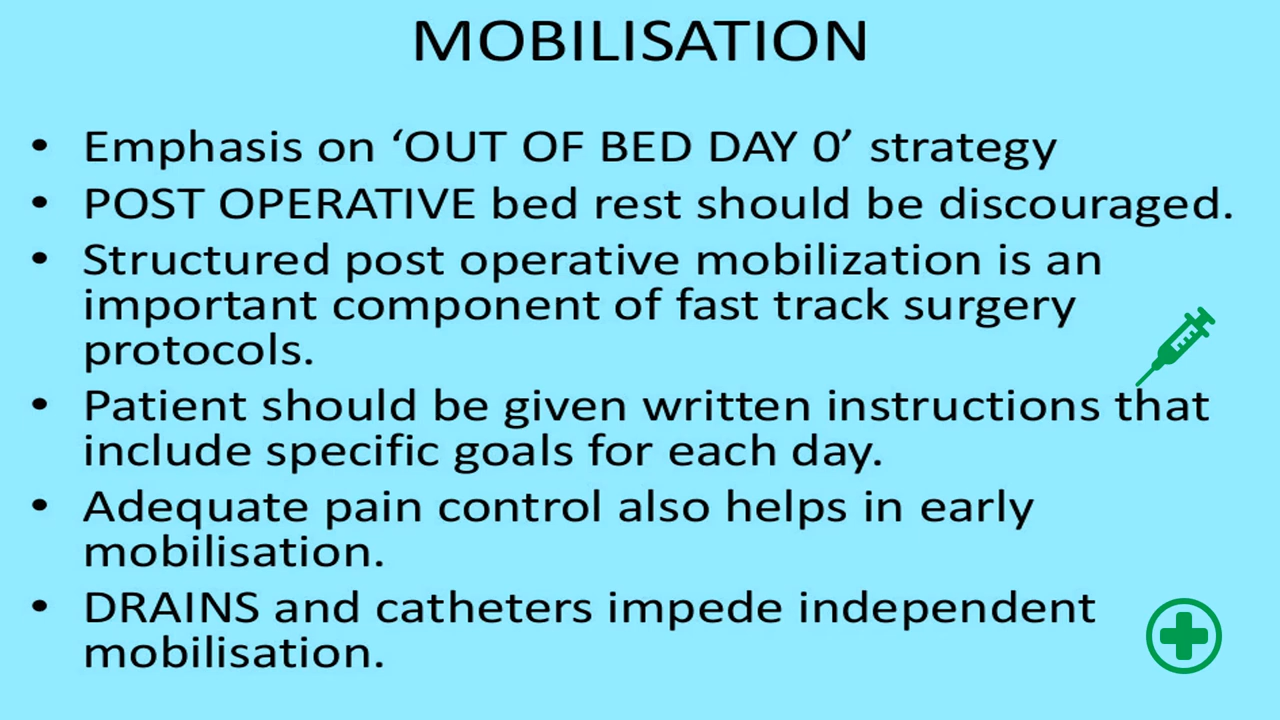 MOBILISATION
• Emphasis on ‘OUT OF BED DAY 0’ strategy
• POST OPERATIVE bed rest should be discouraged.
• Structured post operative mobilization is an
important component of fast track surgery
protocols.
• Patient should be given written instructions that
include specific goals for each day.
• Adequate pain control also helps in early
mobilisation.
• DRAINS and catheters impede independent
mobilisation.